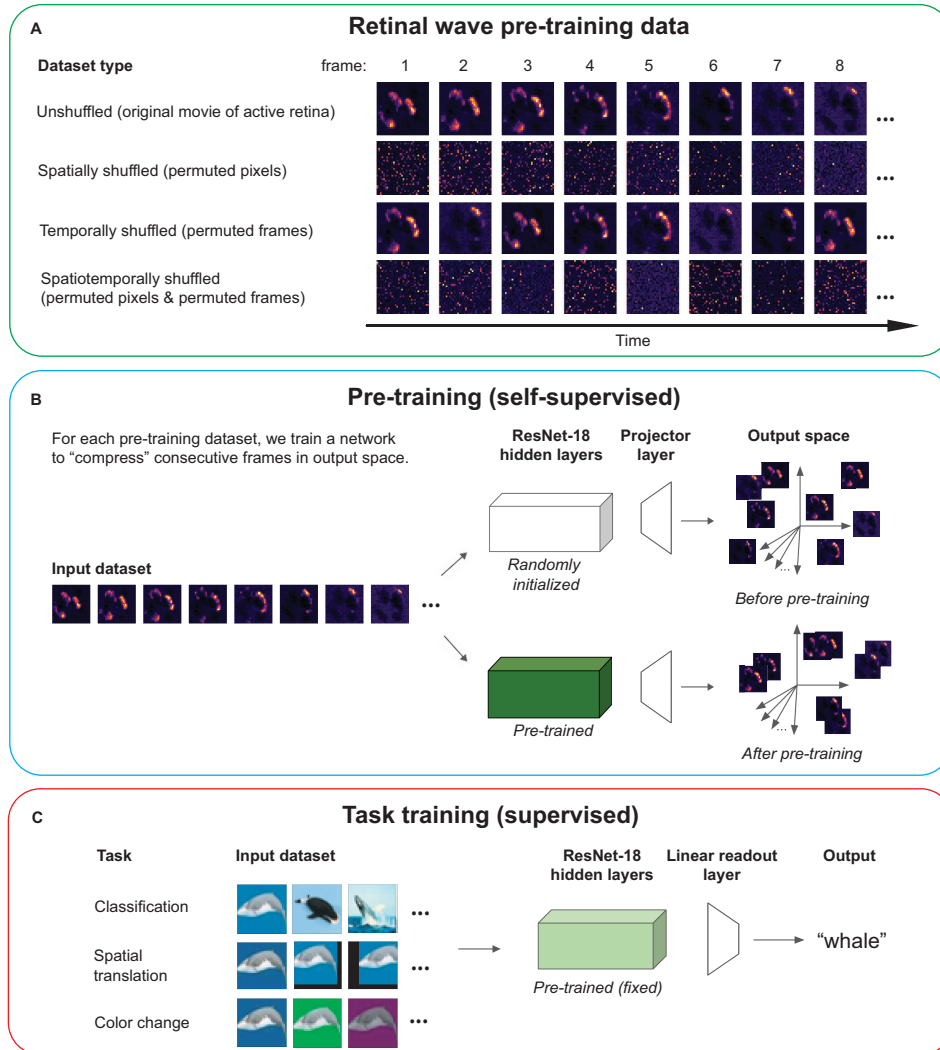 A
Retinal wave pre-training data
Dataset type
frame: 1 2 3 4 5 6 7 8
Unshuffled (original movie of active retina)
...
Spatially shuffled (permuted pixels)
...
Temporally shuffled (permuted frames)
...
Spatiotemporally shuffled
(permuted pixels & permuted frames)
...
Time
B
Pre-training (self-supervised)
For each pre-training dataset, we train a network
to “compress” consecutive frames in output space.
ResNet-18
hidden layers
Projector
layer
Output space
Randomly
initialized
...
Before pre-training
Input dataset
...
Pre-trained
...
After pre-training
C
Task training (supervised)
Task
Input dataset
ResNet-18
hidden layers
Linear readout
layer
Output
Classification
...
Spatial
translation
...
Color change
...
Pre-trained (fixed)
“whale”